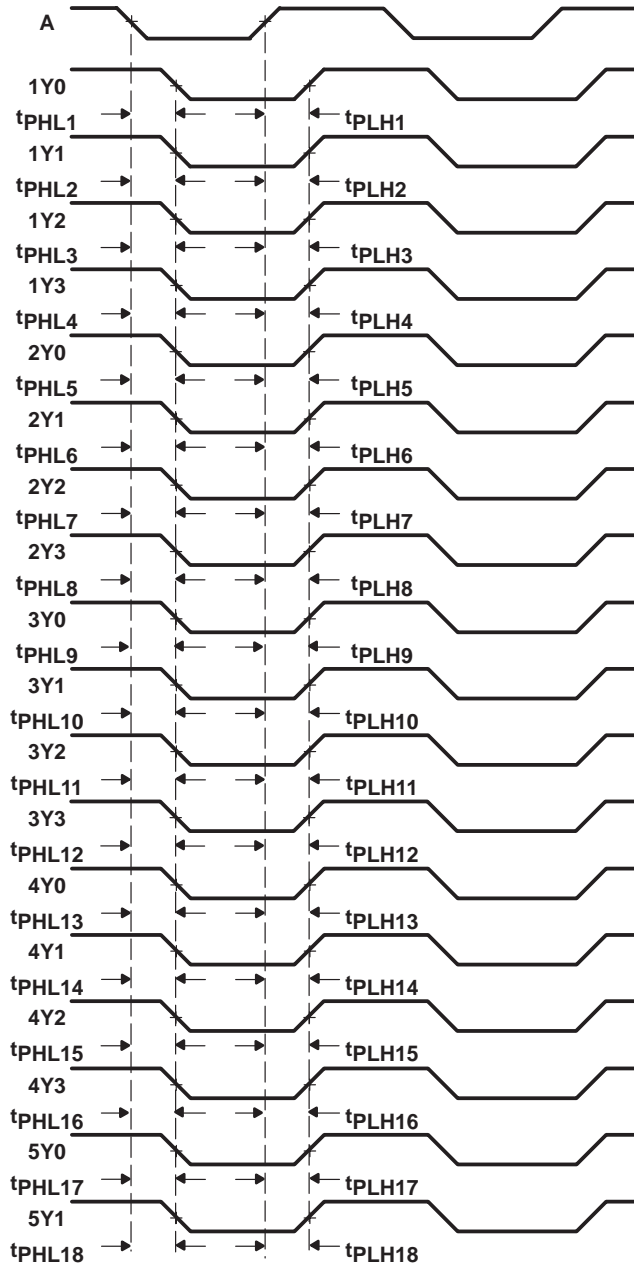 A
1Y0
tPHL1 tPLH1
1Y1
tPHL2 tPLH2
1Y2
tPHL3 tPLH3
1Y3
tPHL4 tPLH4
2Y0
tPHL5 tPLH5
2Y1
tPHL6 tPLH6
2Y2
tPHL7 tPLH7
2Y3
tPHL8 tPLH8
3Y0
tPHL9 tPLH9
3Y1
tPHL10 tPLH10
3Y2
tPHL11 tPLH11
3Y3
tPHL12 tPLH12
4Y0
tPHL13 tPLH13
4Y1
tPHL14 tPLH14
4Y2
tPHL15 tPLH15
4Y3
tPHL16 tPLH16
5Y0
tPHL17 tPLH17
5Y1
tPHL18 tPLH18